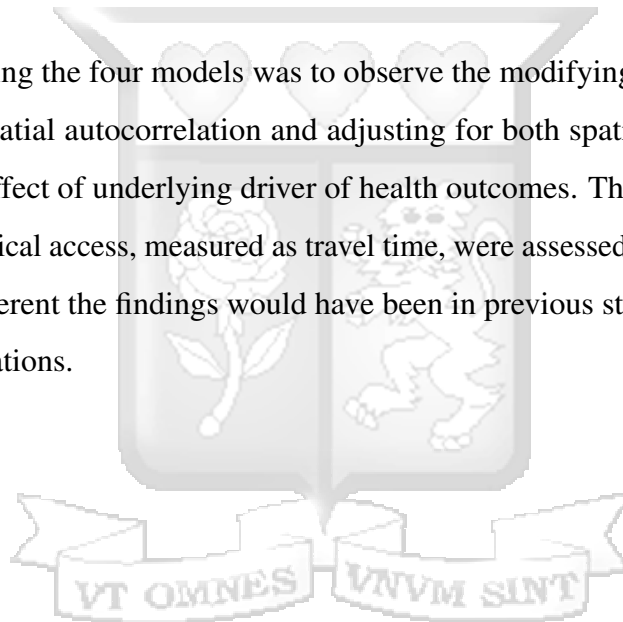 ing the four models was to observe the modifying
atial autocorrelation and adjusting for both spati
ffect of underlying driver of health outcomes. Th
ical access, measured as travel time, were assessed
erent the findings would have been in previous st
ations.
VT OMNES VNVM SINT